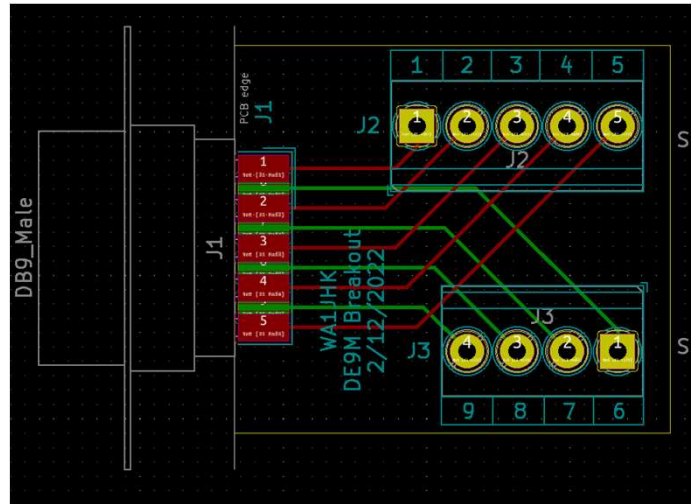 1 2 3 4 5
PCB edge
J1
J2
1 2 3 4 5
J2
S
DB9_Male
J1
1
2
3
4
5
WA1JHK
DE9M Breakout
2/12/2022
J3
J3
4 3 2 1
S
9 8 7 6